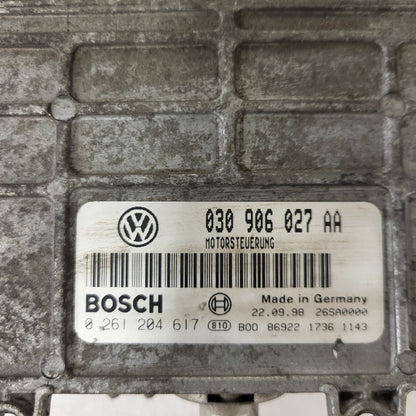 030 906 027 AA
MOTORSTEUERUNG
BOSCH
Made in Germany
22.09.98 26SA0000
0 261 204 617 810 B00 86922 1736 1143